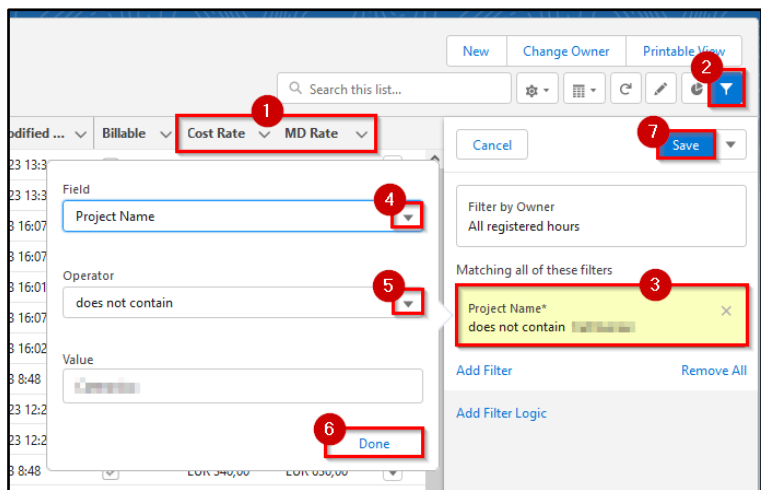 New Change Owner Printable View
2
Search this list...
1
odified ... Billable Cost Rate MD Rate
7
Cancel Save
23 13:3
Field
23 13:3
4
Project Name
3 16:07
Filter by Owner
All registered hours
3 16:07
Operator
5
Matching all of these filters
3 16:01
does not contain
3
3 16:07
Project Name*
does not contain
3 16:02
Value
3 8:48
Add Filter Remove All
23 12:2
6
Add Filter Logic
23 12:2
Done
3 8:48 EUR 540,00 EUR 650,00